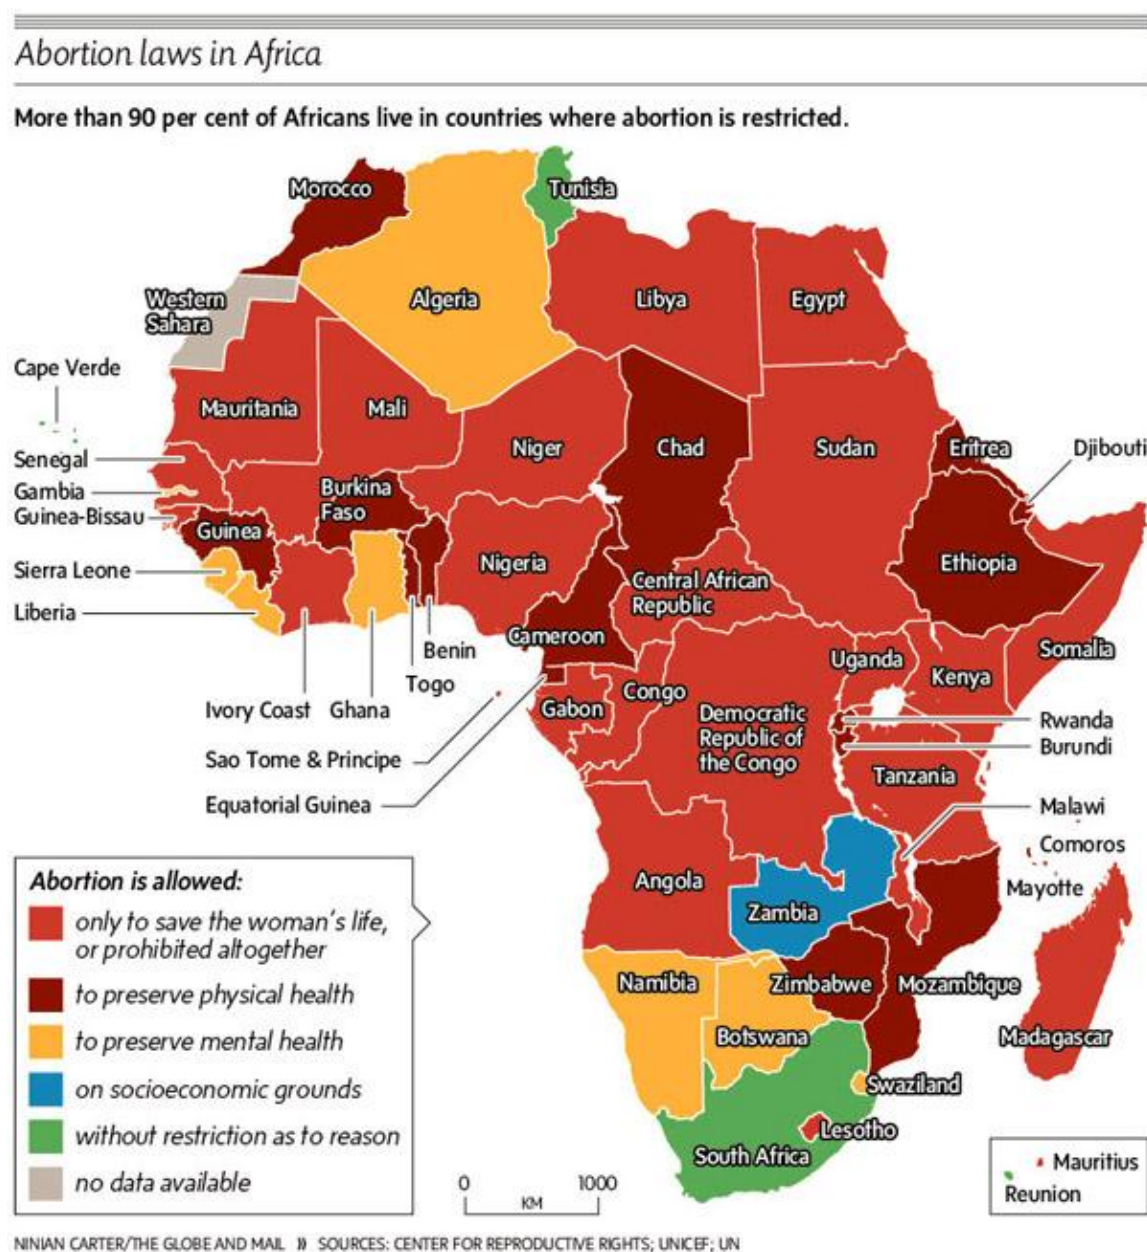 Abortion laws in Africa
More than 90 per cent of Africans live in countries where abortion is restricted.
Morocco
Tunisia
Western
Sahara
Algeria
Libya
Egypt
Cape Verde
Mauritania
Mali
Niger
Chad
Sudan
Eritrea
Djibouti
Senegal
Gambia
Guinea-Bissau
Burkina
Faso
Guinea
Nigeria
Ethiopia
Sierra Leone
Central African
Republic
Liberia
Cameroon
Benin
Togo
Somalia
Uganda
Kenya
Ivory Coast
Ghana
Gabon
Congo
Democratic
Republic of
the Congo
Rwanda
Burundi
Sao Tome & Principe
Tanzania
Equatorial Guinea
Malawi
Comoros
Mayotte
Angola
Zambia
Namibia
Zimbabwe
Mozambique
Botswana
Madagascar
Swaziland
Lesotho
South Africa
Mauritius
Reunion
Abortion is allowed:
only to save the woman's life,
or prohibited altogether
to preserve physical health
to preserve mental health
on socioeconomic grounds
without restriction as to reason
no data available
0 1000
KM
NINIAN CARTER/THE GLOBE AND MAIL » SOURCES: CENTER FOR REPRODUCTIVE RIGHTS; UNICEF; UN